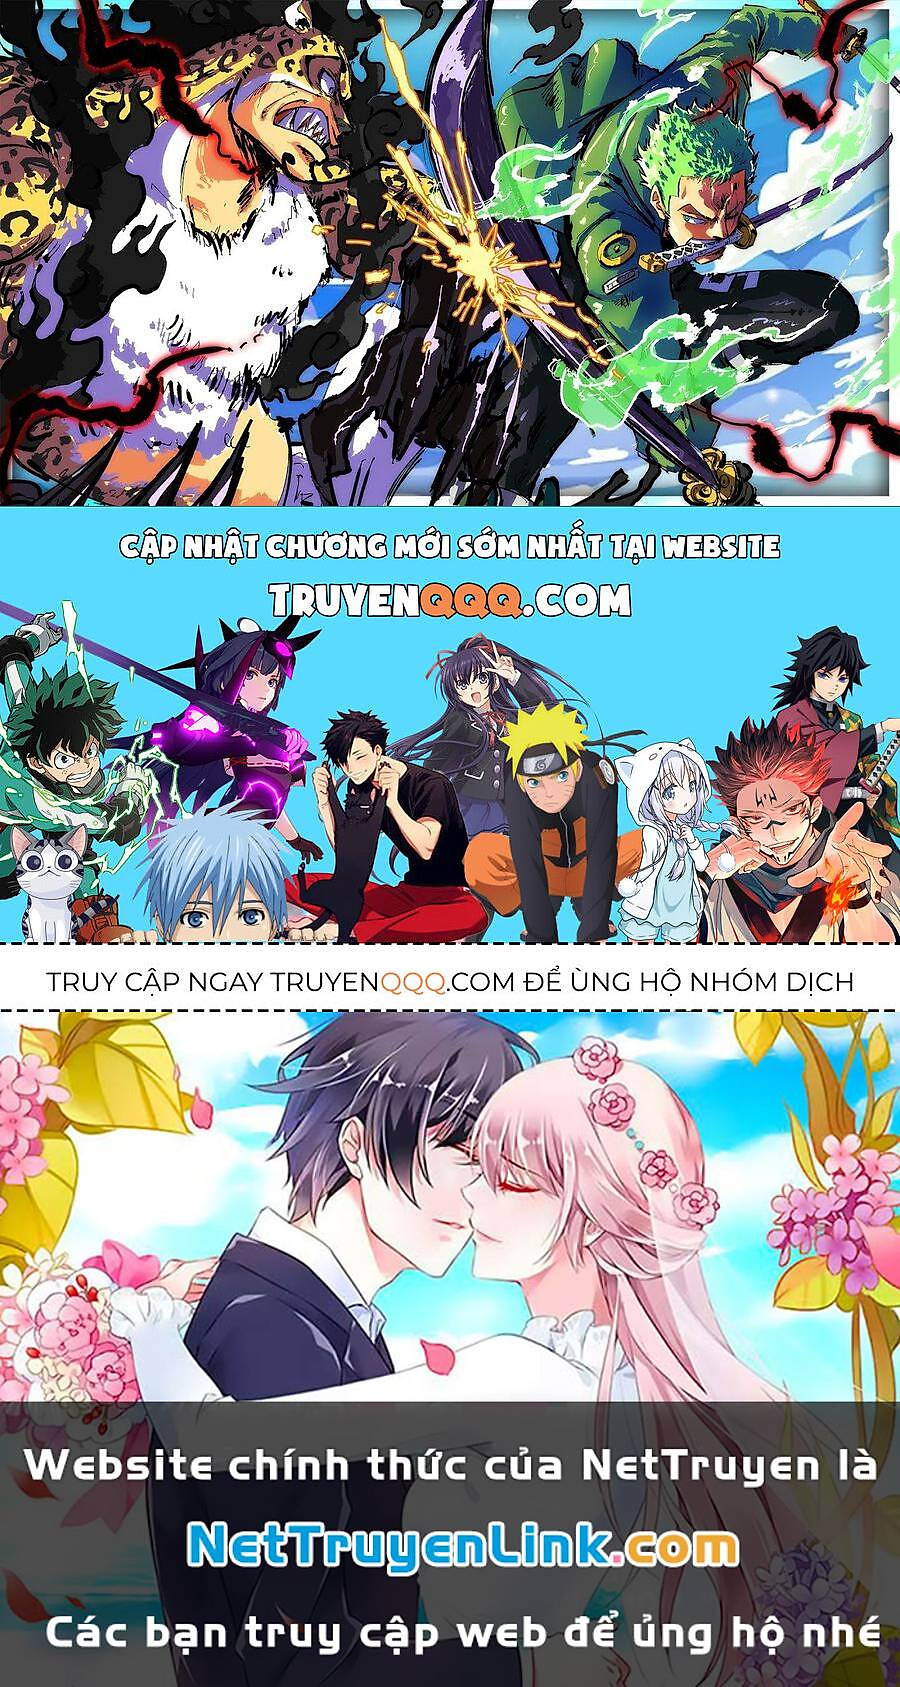 CẬP NHẬT CHƯƠNG MỚI SỚM NHẤT TẠI WEBSITE
TRUYENQQQ.COM
TRUY CẬP NGAY TRUYENQQQ.COM ĐỂ ÙNG HỘ NHÓM DỊCH
Website chính thức của NetTruyen là
NetTruyenLink.com
Các bạn truy cập web để ủng hộ nhé